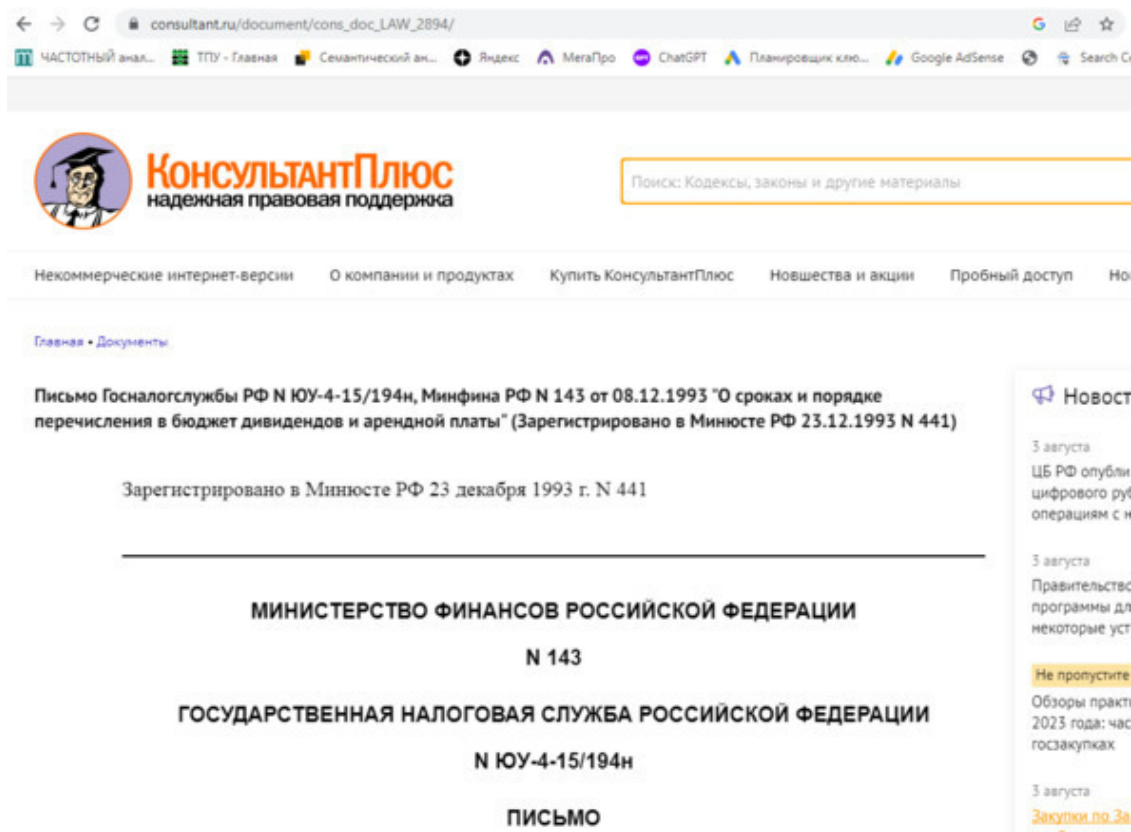 consultant.ru/document/cons_doc_LAW_2894/
ЧАСТОТНЫЙ анал... ТПУ - Главная Семантический ан... Яндекс МегаПро ChatGPT Планировщик клю... Google AdSense Search Co
КонсультантПлюс
надежная правовая поддержка
Поиск: Кодексы, законы и другие материалы
Некоммерческие интернет-версии О компании и продуктах Купить КонсультантПлюс Новшества и акции Пробный доступ Но
Главная • Документы
Письмо Госналогслужбы РФ N ЮУ-4-15/194н, Минфина РФ N 143 от 08.12.1993 "О сроках и порядке
перечисления в бюджет дивидендов и арендной платы" (Зарегистрировано в Минюсте РФ 23.12.1993 N 441)
Зарегистрировано в Минюсте РФ 23 декабря 1993 г. N 441
МИНИСТЕРСТВО ФИНАНСОВ РОССИЙСКОЙ ФЕДЕРАЦИИ
N 143
ГОСУДАРСТВЕННАЯ НАЛОГОВАЯ СЛУЖБА РОССИЙСКОЙ ФЕДЕРАЦИИ
N ЮУ-4-15/194н
ПИСЬМО
Новост
3 августа
ЦБ РФ опубли
цифрового руб
операциям с н
3 августа
Правительство
программы дл
некоторые уст
Не пропустите
Обзоры практи
2023 года: час
госзакупках
3 августа
Закупки по За